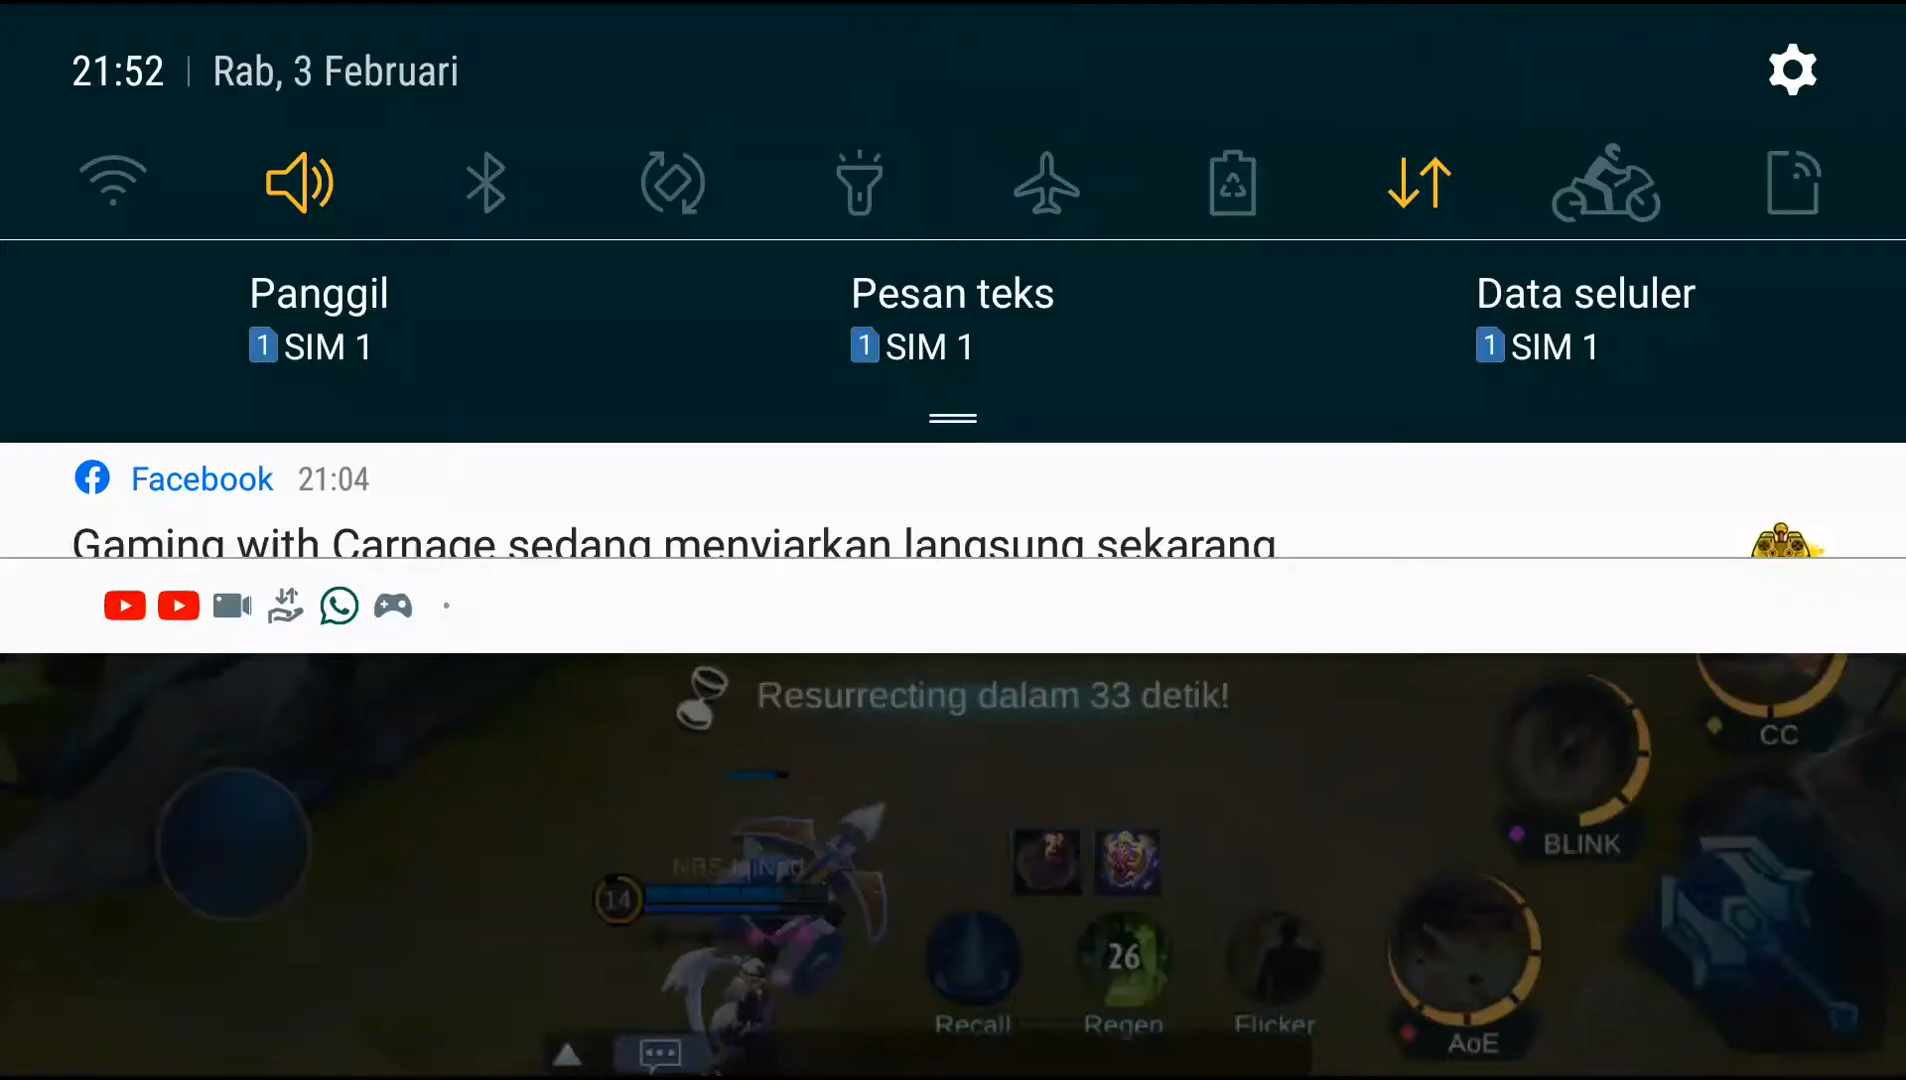 21:52 | Rab, 3 Februari
Panggil
1 SIM 1
Pesan teks
1 SIM 1
Data seluler
1 SIM 1
Facebook 21:04
Gaming with Carnage sedang menyiarkan langsung sekarang
Resurrecting dalam 33 detik!
CC
BLINK
14
26
Recall
Regen
Flicker
AoE